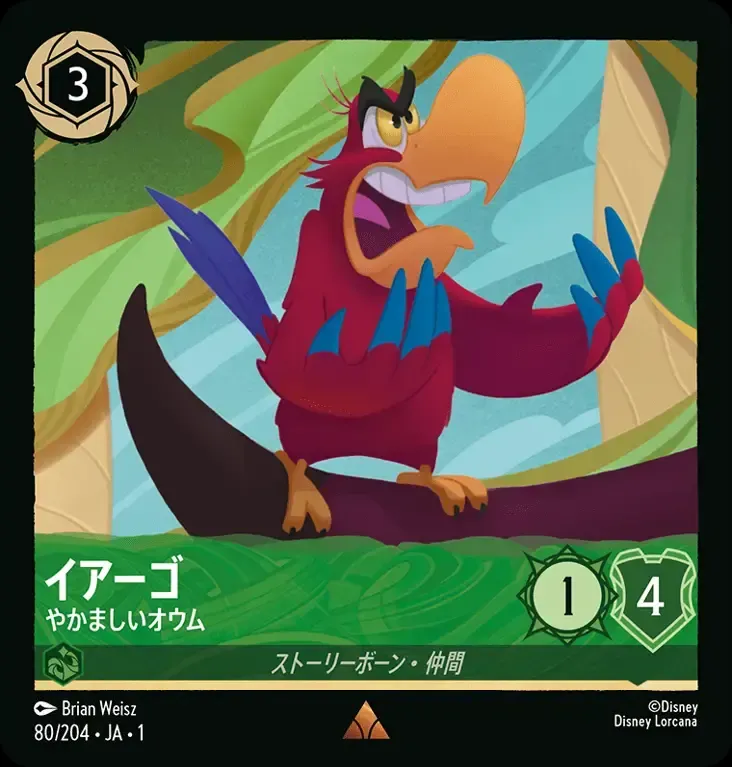 3
イアーゴ
やかましいオウム
1
4
ストーリーボーン・仲間
Brian Weisz
80/204・JA・1
©Disney
Disney Lorcana